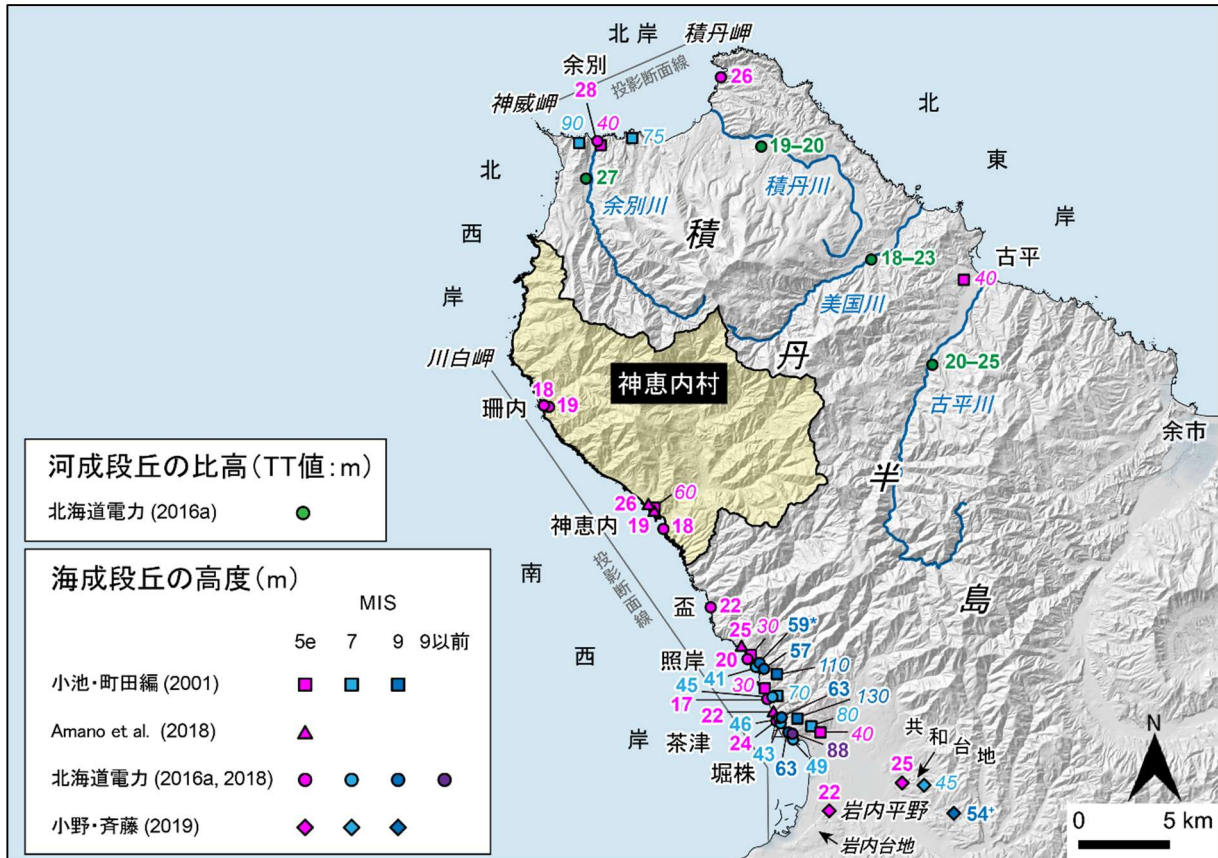 北岸
積丹岬
余別
投影断面線
28
26
神威岬
90
40
75
北西岸
北東岸
19–20
27
積丹川
余別川
積
18–23
古平
40
美国川
川白岬
丹
神恵内村
20–25
18
19
珊内
古平川
余市
半
60
26
神恵内
19
18
投影断面線
島
南西岸
盃
22
59*
25
30
57
照岸
20
110
41
45
30
70
63
130
17
22
80
46
40
茶津
24
43
88
63
49
堀株
共和台地
25
45
22
岩内平野
54+
岩内台地
N
0
5 km
河成段丘の比高(TT値:m)
北海道電力 (2016a)
海成段丘の高度(m)
MIS
5e 7 9 9以前
小池・町田編 (2001)
Amano et al. (2018)
北海道電力 (2016a, 2018)
小野・斉藤 (2019)